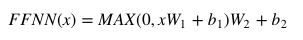 FFNN(x) = MAX(0, xW₁ + b₁)W₂ + b₂